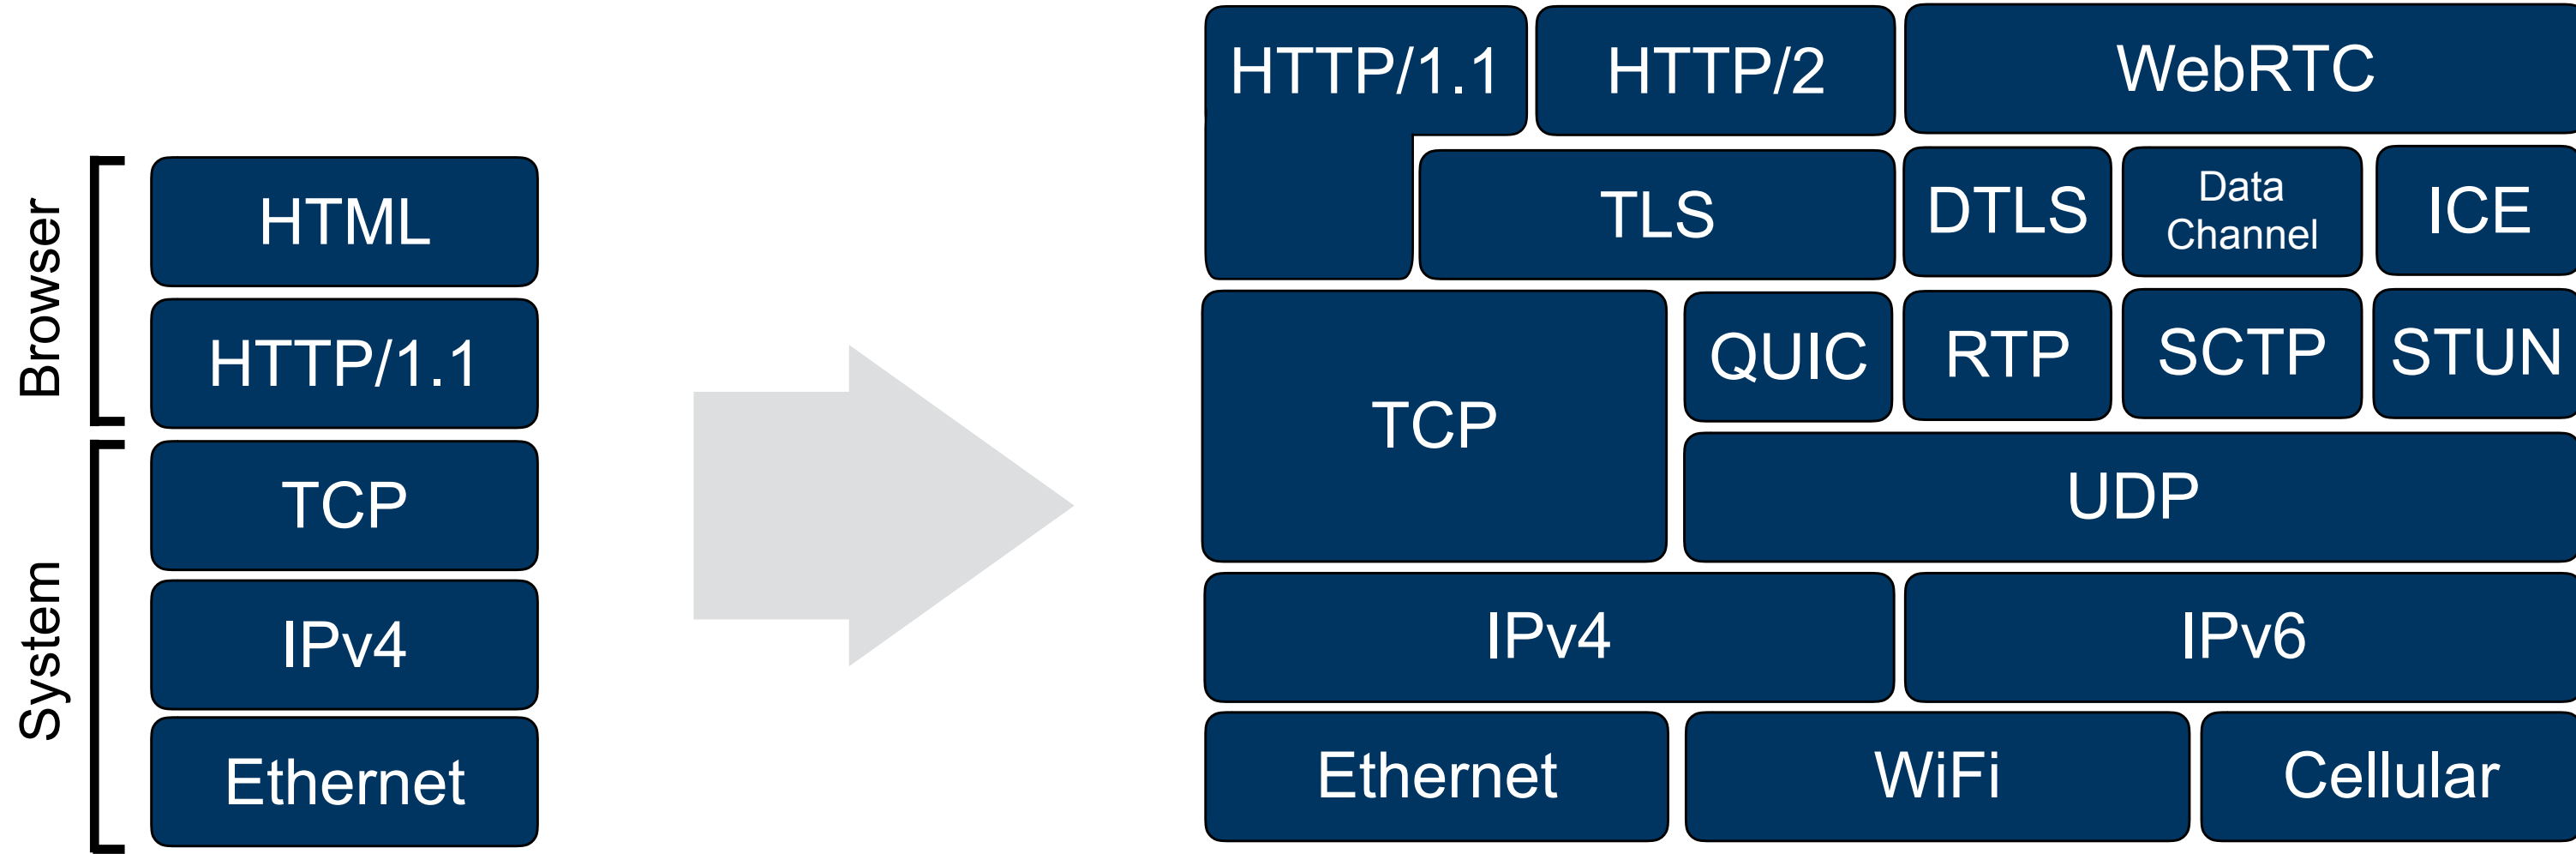 Browser
HTML
HTTP/1.1
System
TCP
IPv4
Ethernet
HTTP/1.1
HTTP/2
WebRTC
TLS
DTLS
Data
Channel
ICE
TCP
QUIC
RTP
SCTP
STUN
UDP
IPv4
IPv6
Ethernet
WiFi
Cellular